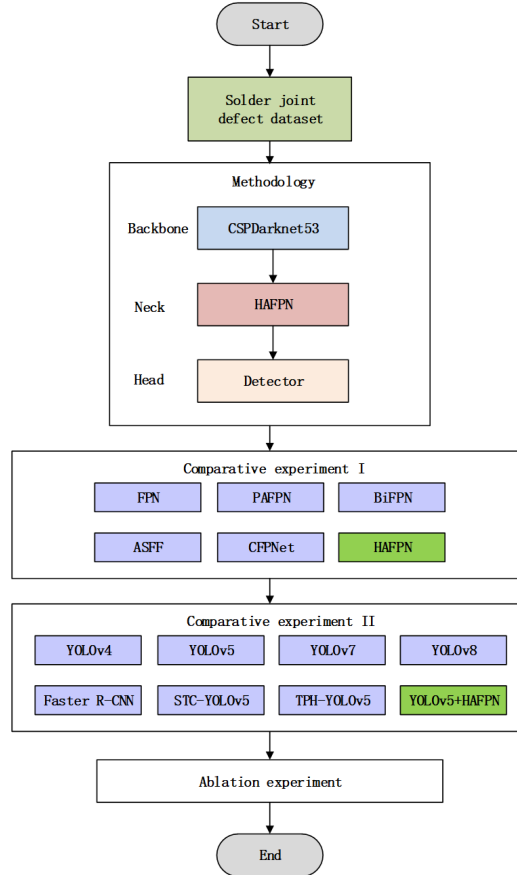 Start
Solder joint
defect dataset
Methodology
Backbone
CSPDarknet53
Neck
HAFPN
Head
Detector
Comparative experiment I
FPN
PAFPN
BiFPN
ASFF
CFPNet
HAFPN
Comparative experiment II
YOLOv4
YOLOv5
YOLOv7
YOLOv8
Faster R-CNN
STC-YOLOv5
TPH-YOLOv5
YOLOv5+HAFPN
Ablation experiment
End